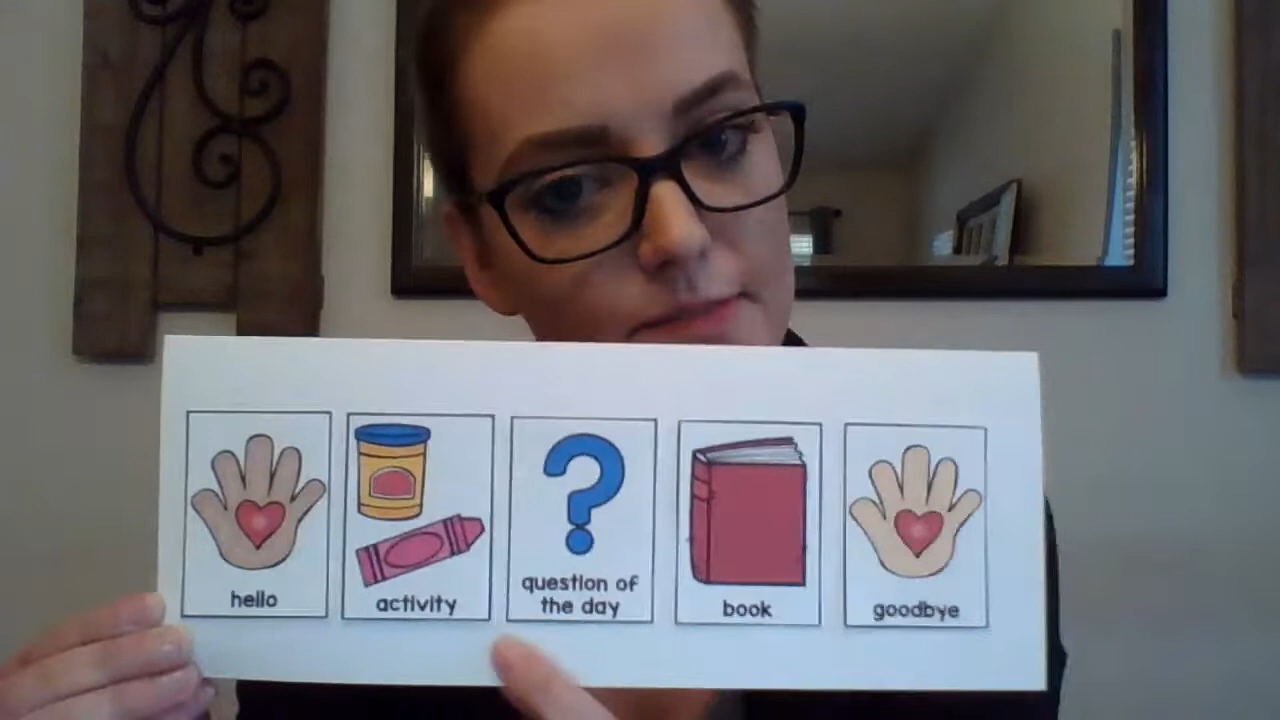 hello
activity
question of
the day
book
goodbye